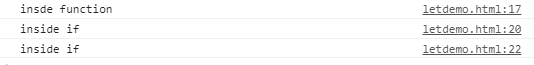 insde function letdemo.html:17
inside if letdemo.html:20
inside if letdemo.html:22